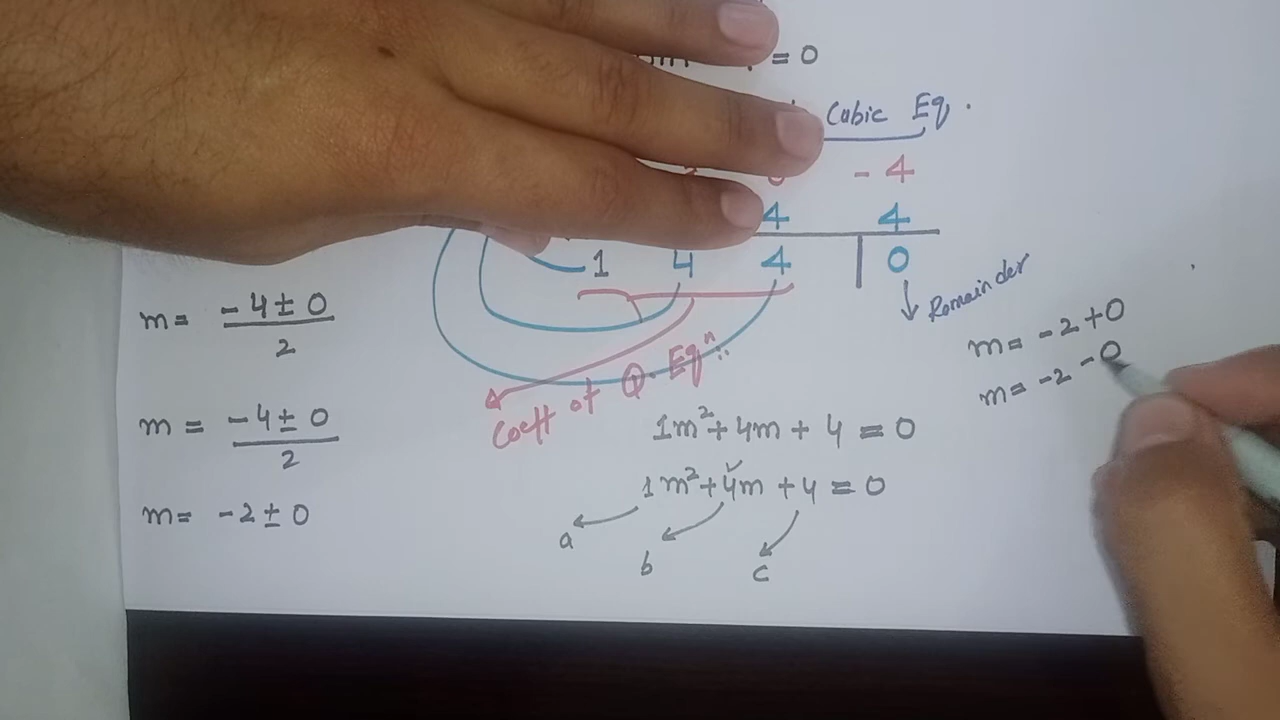 = 0
Cubic Eq.
- 4
4 4
1 4 4 0
Remainder
m = - 4 ± 0 / 2
m = -2 + 0
m = -2 - 0
Coeff of Q. Eqⁿ :.
m = - 4 ± 0 / 2
1m² + 4m + 4 = 0
1m² + 4m + 4 = 0
m = - 2 ± 0
a b c